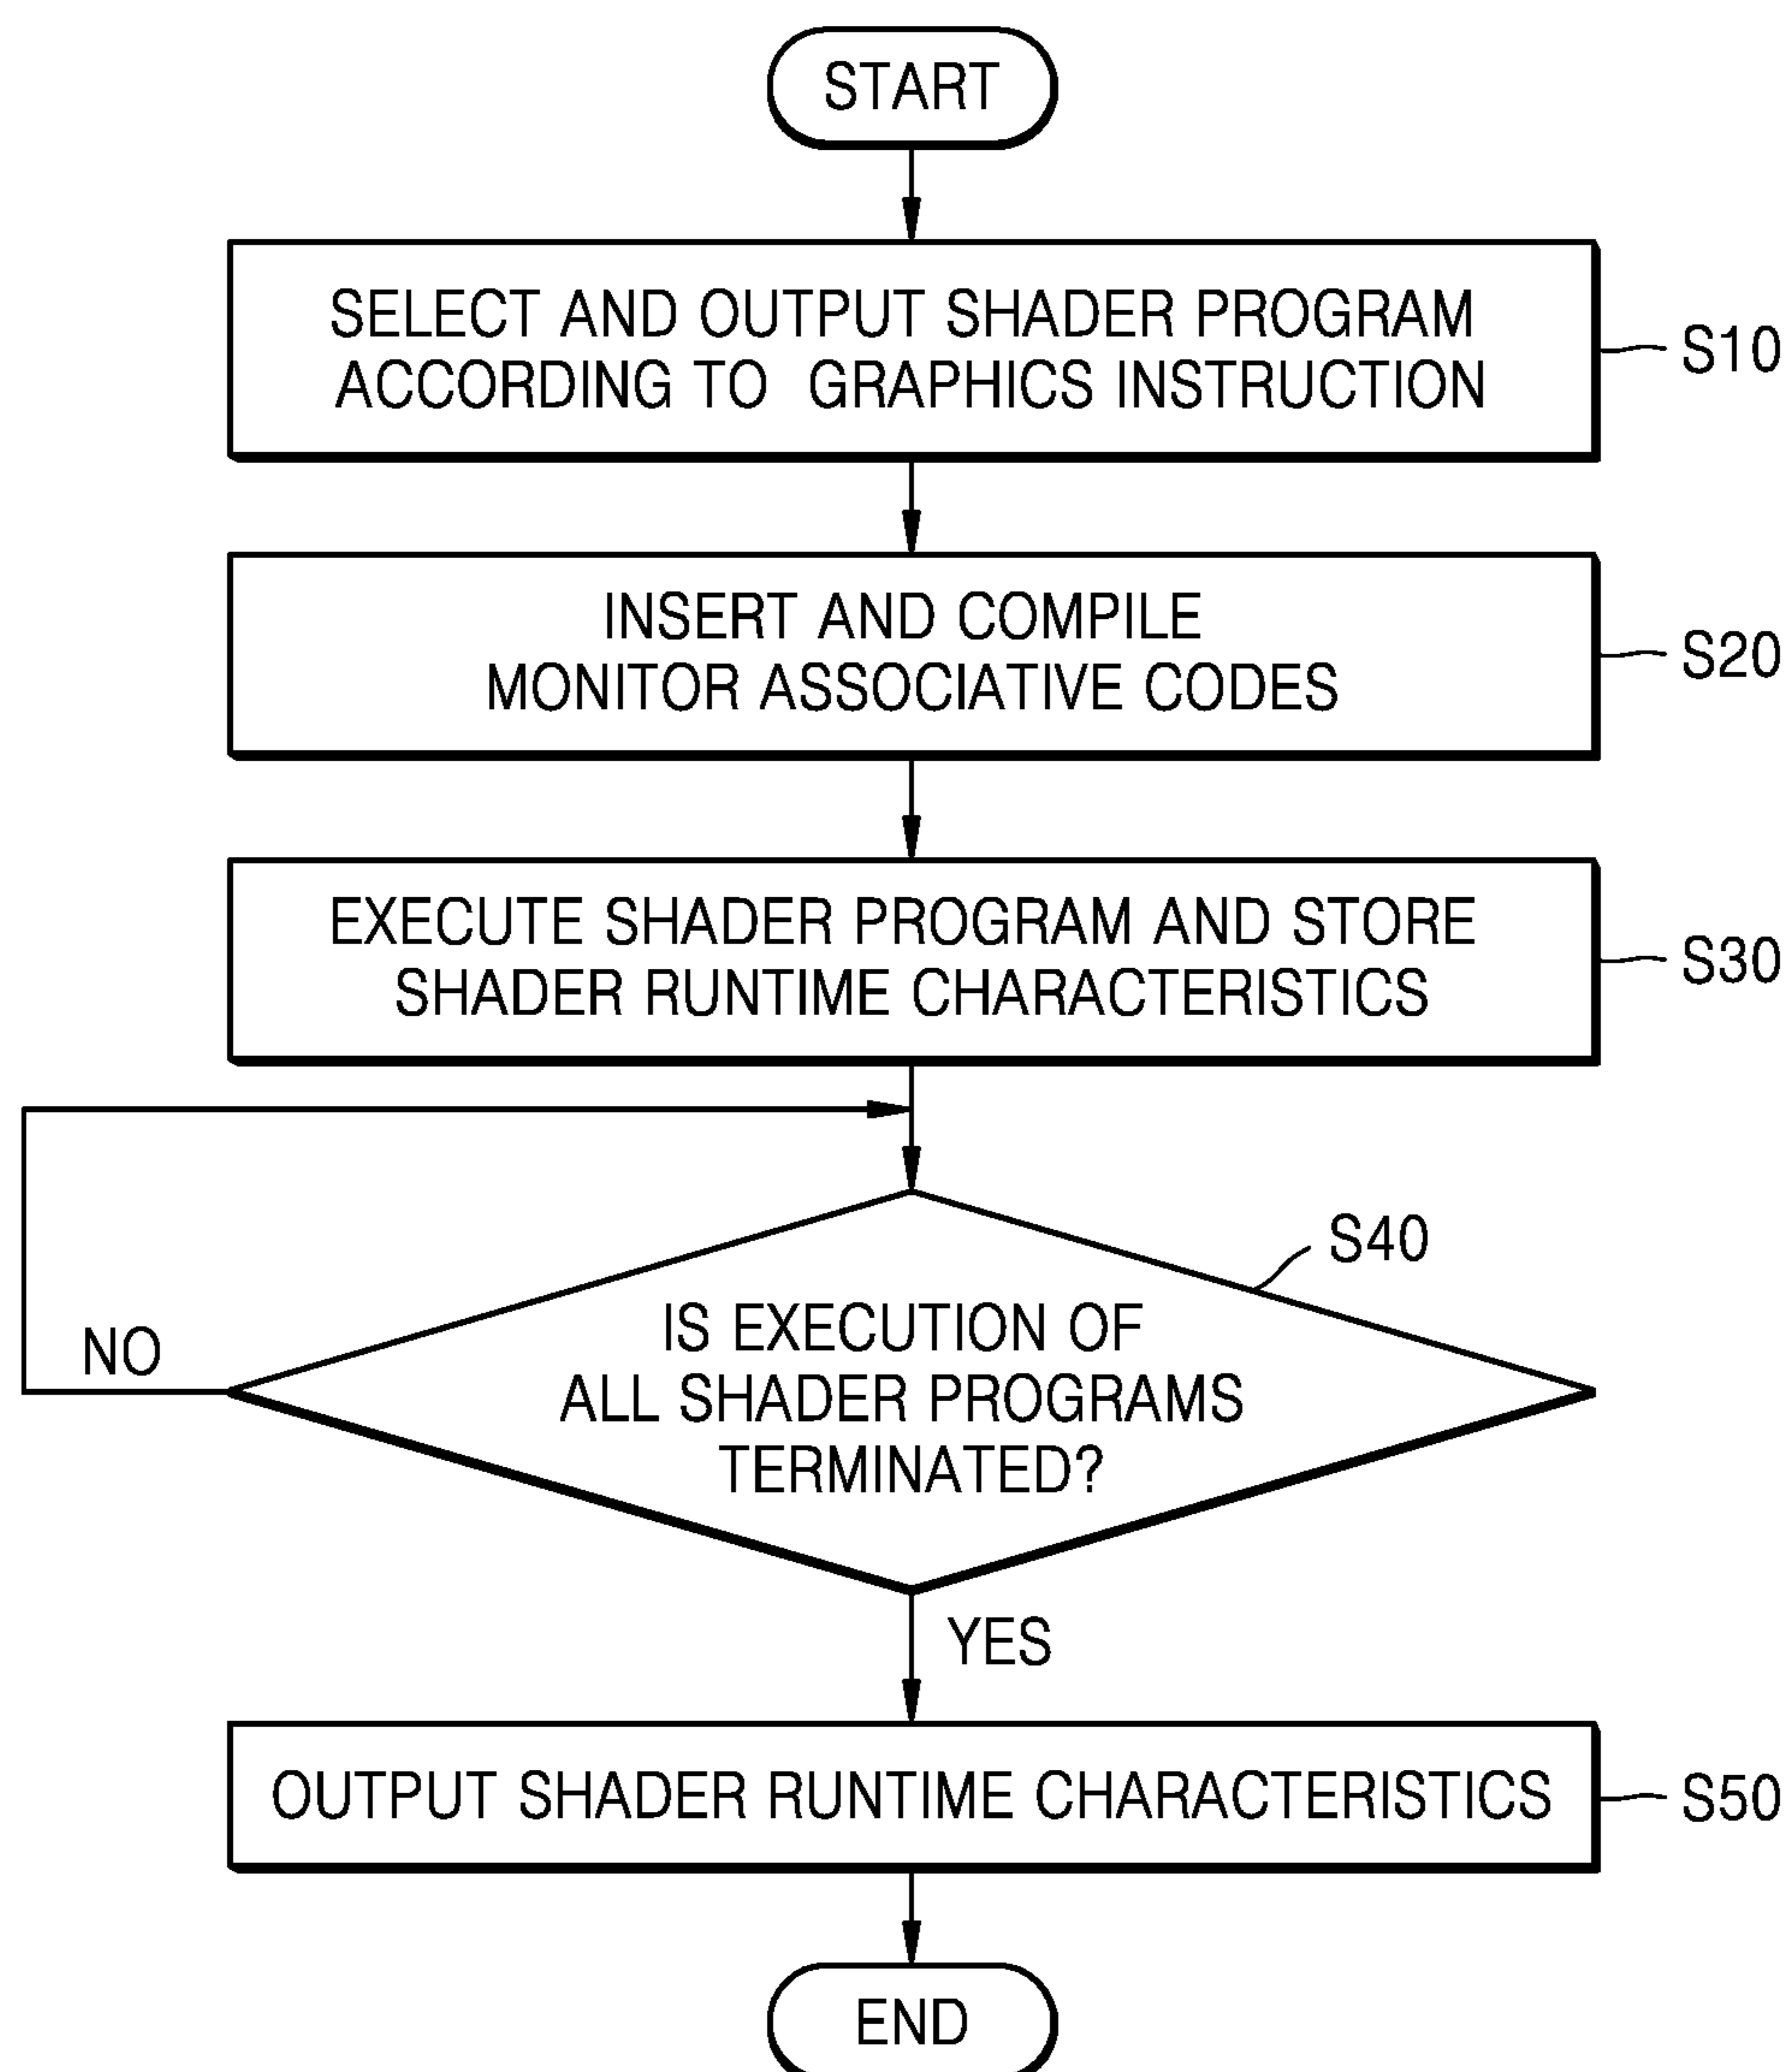 START
SELECT AND OUTPUT SHADER PROGRAM
ACCORDING TO GRAPHICS INSTRUCTION
S10
INSERT AND COMPILE
MONITOR ASSOCIATIVE CODES
S20
EXECUTE SHADER PROGRAM AND STORE
SHADER RUNTIME CHARACTERISTICS
S30
S40
IS EXECUTION OF
ALL SHADER PROGRAMS
TERMINATED?
NO
YES
OUTPUT SHADER RUNTIME CHARACTERISTICS
S50
END